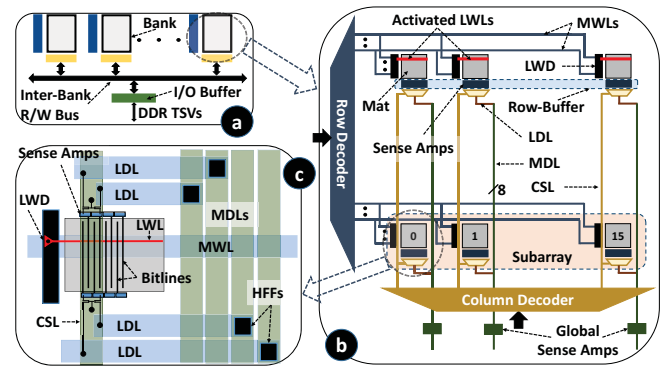 Bank
Inter-Bank
R/W Bus
I/O Buffer
DDR TSVs
a
Activated LWLs
MWLs
LWD
Mat
Row-Buffer
Sense Amps
LDL
MDL
8
CSL
Row Decoder
0
1
15
Subarray
Column Decoder
Global
Sense Amps
b
Sense Amps
LDL
c
LDL
LWD
MDLs
LWL
MWL
Bitlines
HFFs
CSL
LDL
LDL